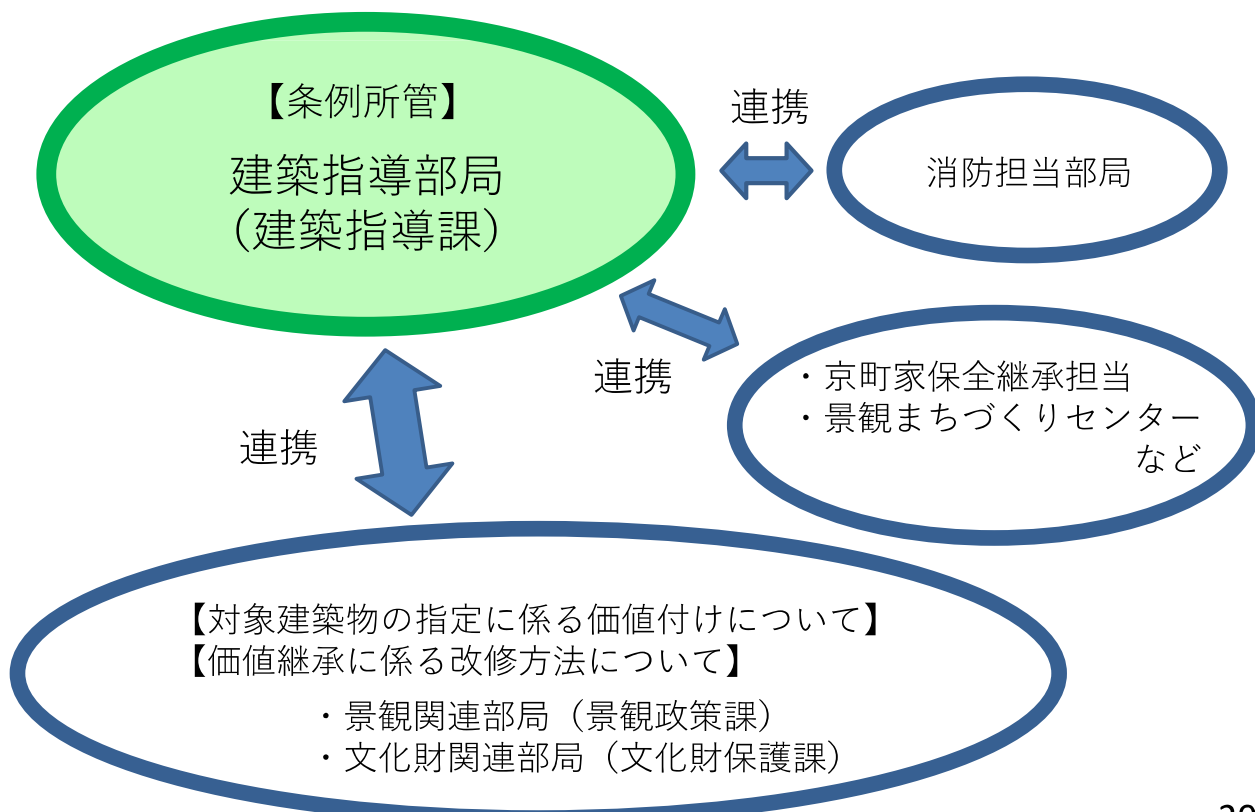 【条例所管】
建築指導部局
（建築指導課）
連携
消防担当部局
連携
・京町家保全継承担当
・景観まちづくりセンター
など
連携
【対象建築物の指定に係る価値付けについて】
【価値継承に係る改修方法について】
・景観関連部局（景観政策課）
・文化財関連部局（文化財保護課）